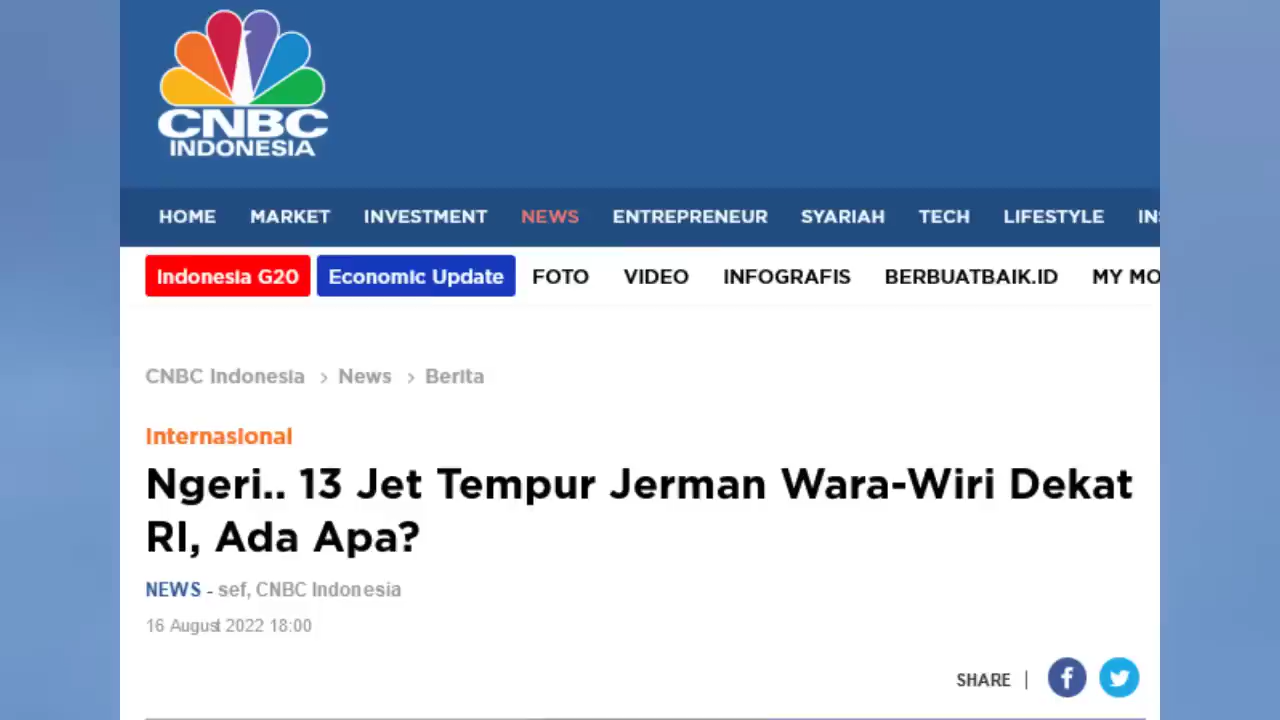 CNBC
INDONESIA
HOME MARKET INVESTMENT NEWS ENTREPRENEUR SYARIAH TECH LIFESTYLE
Indonesia G20 Economic Update FOTO VIDEO INFOGRAFIS BERBUATBAIK.ID MY
CNBC Indonesia > News > Berita
Internasional
Ngeri.. 13 Jet Tempur Jerman Wara-Wiri Dekat
RI, Ada Apa?
NEWS - sef, CNBC Indonesia
16 August 2022 18:00
SHARE |